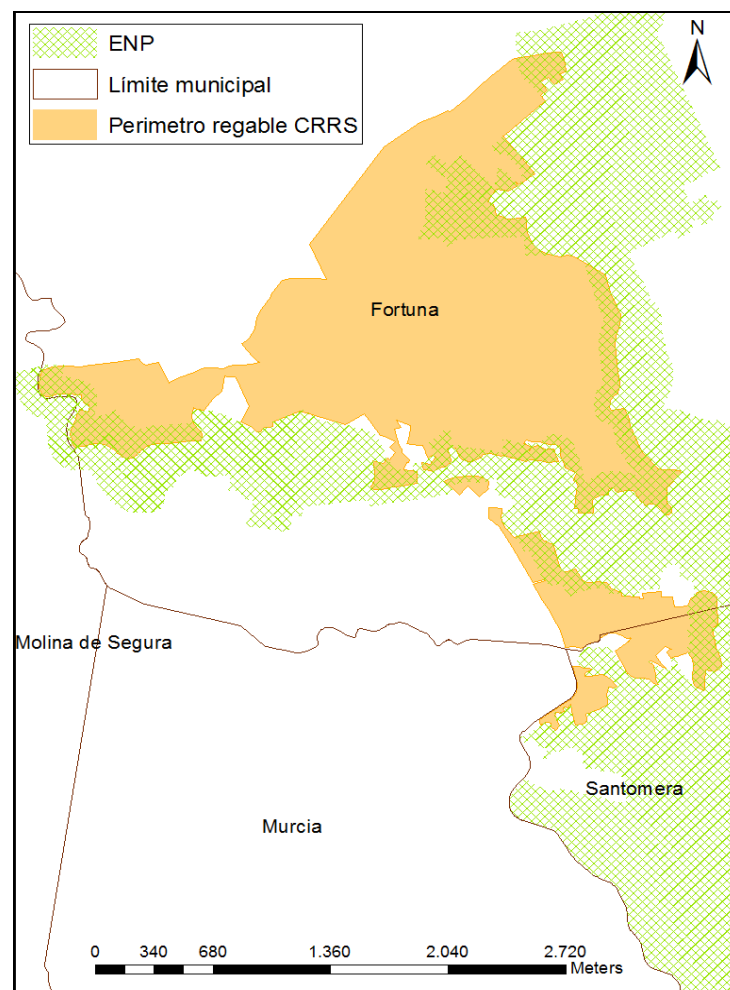 ENP
Límite municipal
Perimetro regable CRRS
N
Fortuna
Molina de Segura
Santomera
Murcia
0 340 680 1.360 2.040 2.720
Meters